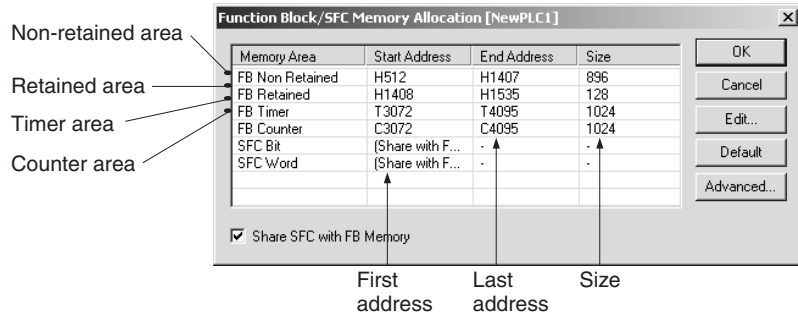 Function Block/SFC Memory Allocation [NewPLC1]
Non-retained area
Retained area
Timer area
Counter area
Memory Area Start Address End Address Size
FB Non Retained H512 H1407 896
FB Retained H1408 H1535 128
FB Timer T3072 T4095 1024
FB Counter C3072 C4095 1024
SFC Bit (Share with F... - -
SFC Word (Share with F... - -
OK
Cancel
Edit...
Default
Advanced...
Share SFC with FB Memory
First address
Last address
Size